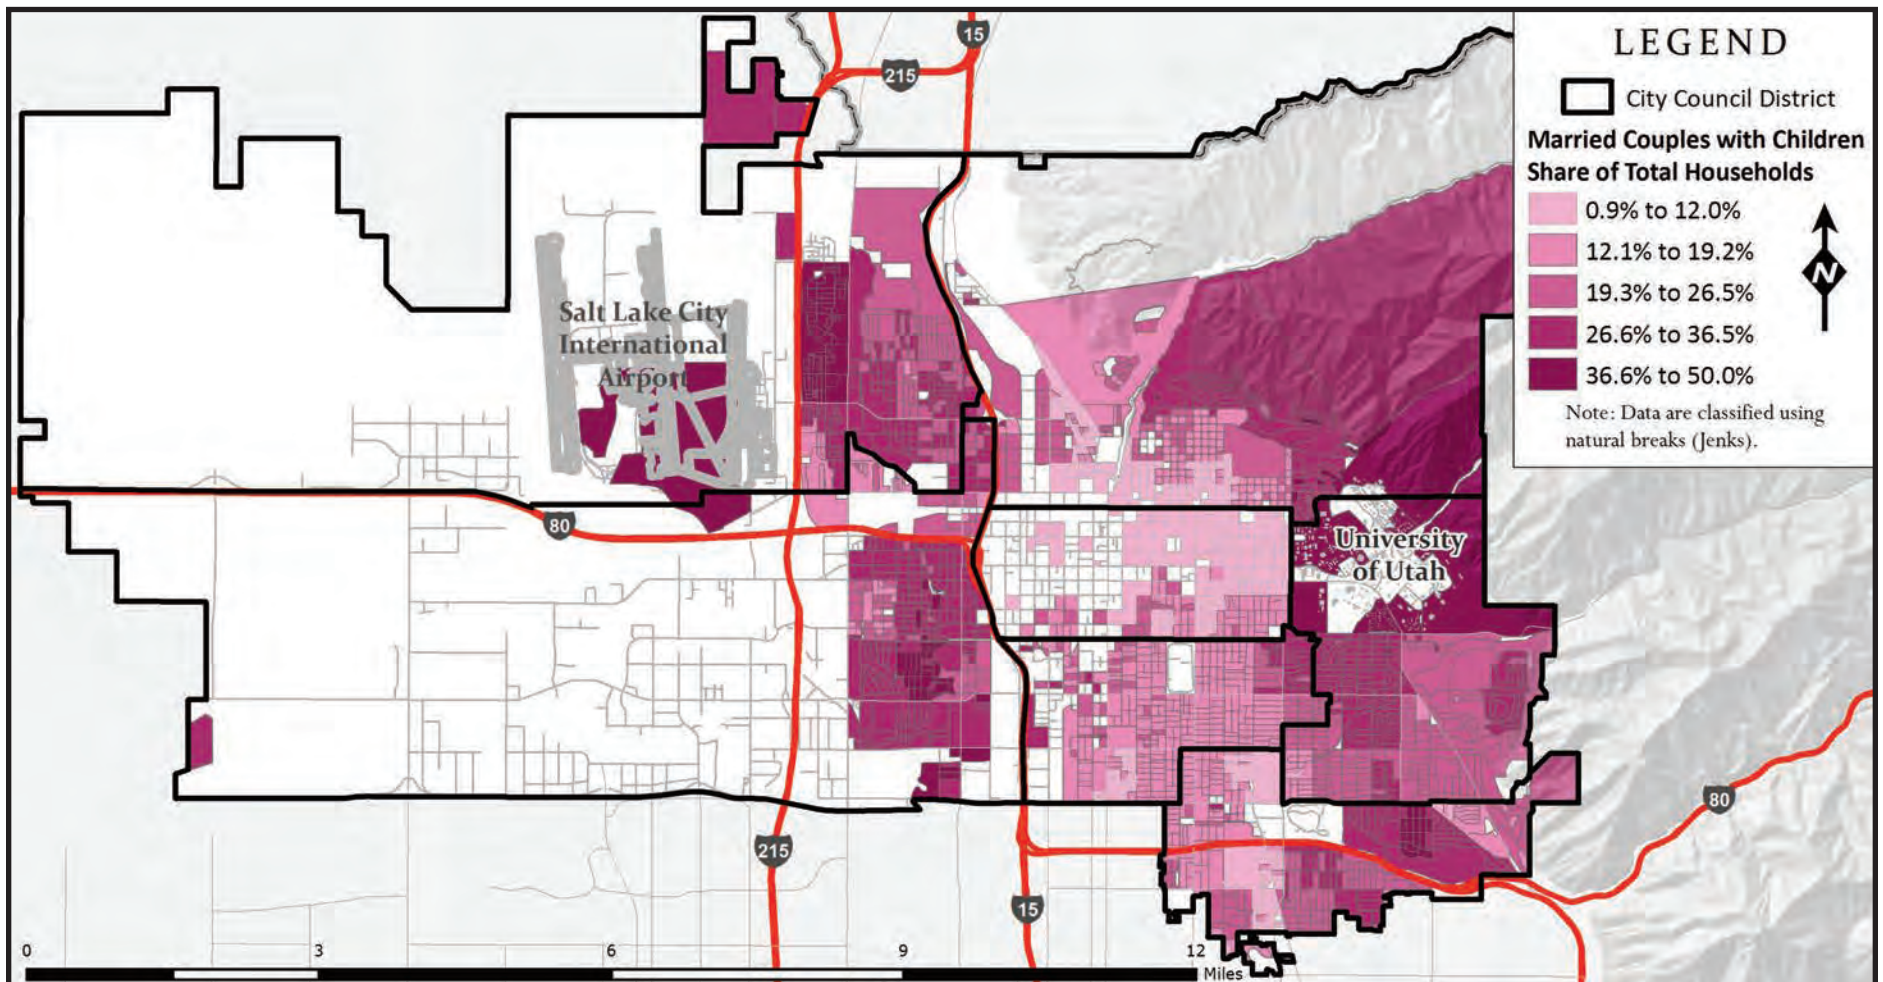 LEGEND
City Council District
Married Couples with Children
Share of Total Households
0.9% to 12.0%
12.1% to 19.2%
19.3% to 26.5%
26.6% to 36.5%
36.6% to 50.0%
Note: Data are classified using
natural breaks (Jenks).
N
15
215
Salt Lake City
International
Airport
80
University
of Utah
80
215
15
0 3 6 9 12
Miles